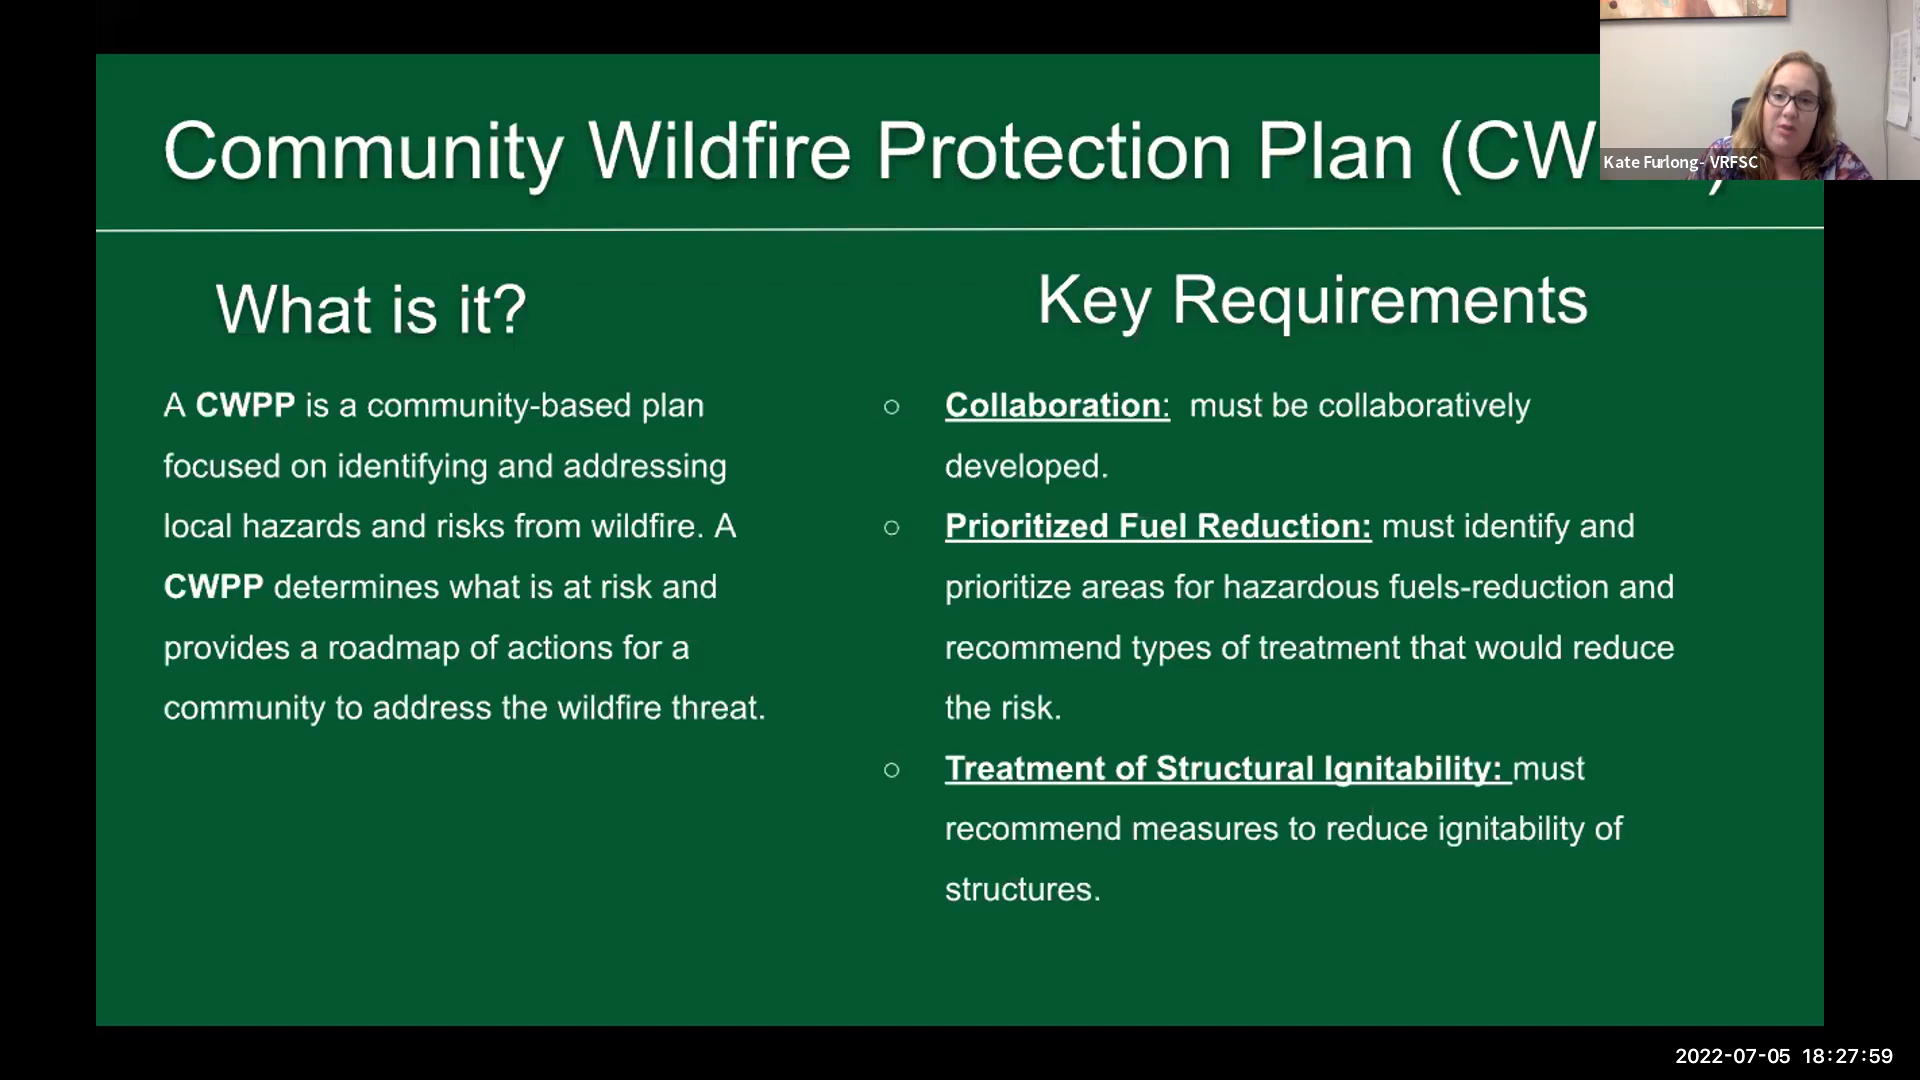 Community Wildfire Protection Plan (CW
Kate Furlong- VRFSC
What is it?
A CWPP is a community-based plan
focused on identifying and addressing
local hazards and risks from wildfire. A
CWPP determines what is at risk and
provides a roadmap of actions for a
community to address the wildfire threat.
Key Requirements
○ Collaboration: must be collaboratively
developed.
○ Prioritized Fuel Reduction: must identify and
prioritize areas for hazardous fuels-reduction and
recommend types of treatment that would reduce
the risk.
○ Treatment of Structural Ignitability: must
recommend measures to reduce ignitability of
structures.
2022-07-05 18:27:59